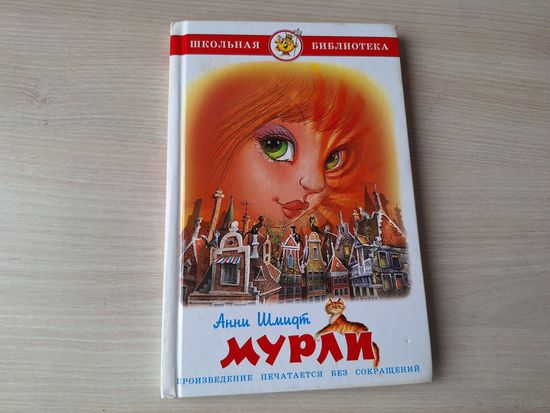 ШКОЛЬНАЯ БИБЛИОТЕКА
Анни Шмидт
МУРЛИ
ПРОИЗВЕДЕНИЕ ПЕЧАТАЕТСЯ БЕЗ СОКРАЩЕНИЙ